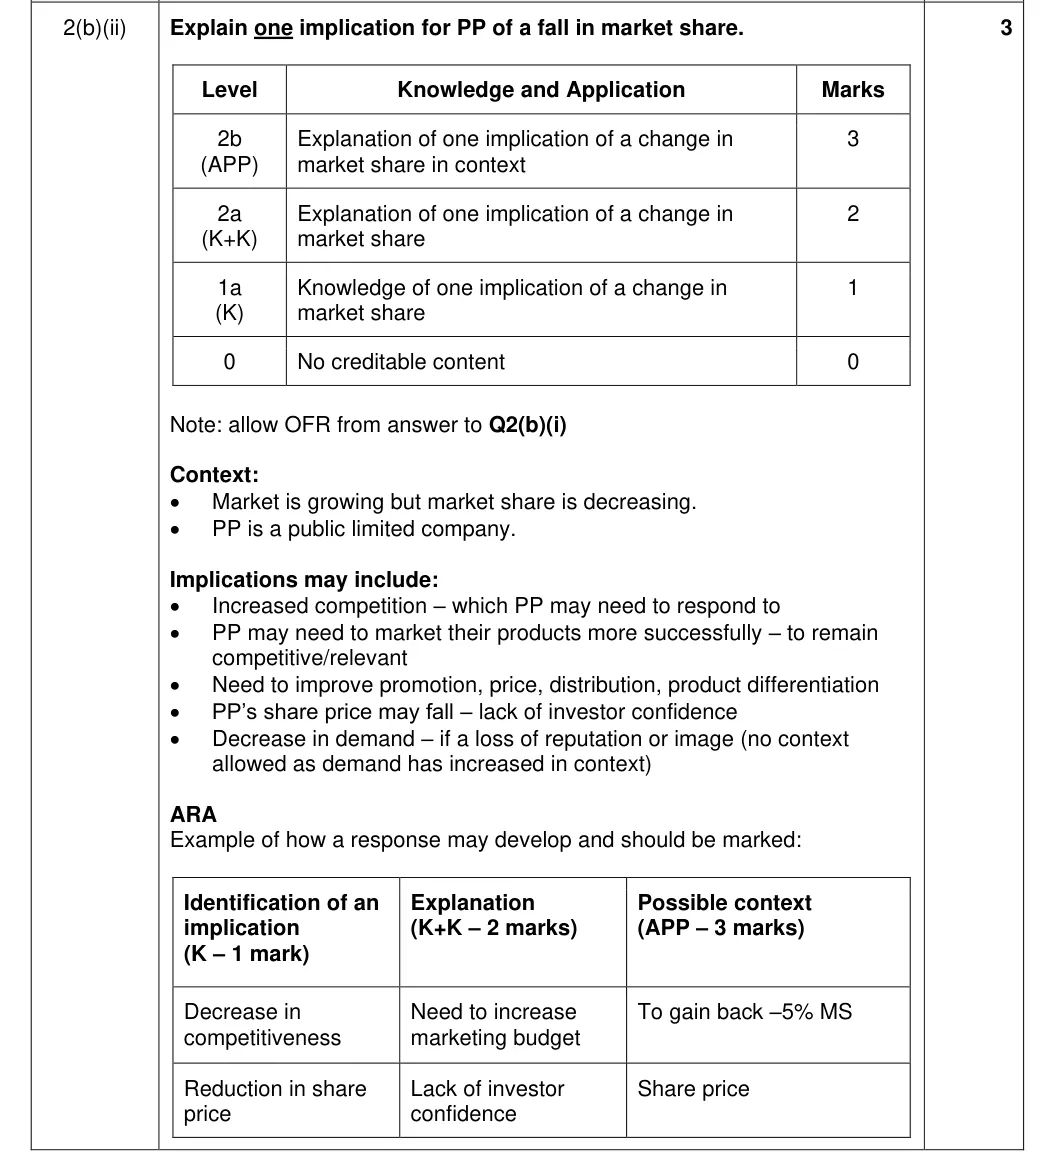 2(b)(ii) Explain one implication for PP of a fall in market share. 3
Level Knowledge and Application Marks
2b
(APP)
Explanation of one implication of a change in
market share in context
3
2a
(K+K)
Explanation of one implication of a change in
market share
2
1a
(K)
Knowledge of one implication of a change in
market share
1
0 No creditable content 0
Note: allow OFR from answer to Q2(b)(i)
Context:
• Market is growing but market share is decreasing.
• PP is a public limited company.
Implications may include:
• Increased competition – which PP may need to respond to
• PP may need to market their products more successfully – to remain
competitive/relevant
• Need to improve promotion, price, distribution, product differentiation
• PP’s share price may fall – lack of investor confidence
• Decrease in demand – if a loss of reputation or image (no context
allowed as demand has increased in context)
ARA
Example of how a response may develop and should be marked:
Identification of an
implication
(K – 1 mark)
Explanation
(K+K – 2 marks)
Possible context
(APP – 3 marks)
Decrease in
competitiveness
Need to increase
marketing budget
To gain back –5% MS
Reduction in share
price
Lack of investor
confidence
Share price